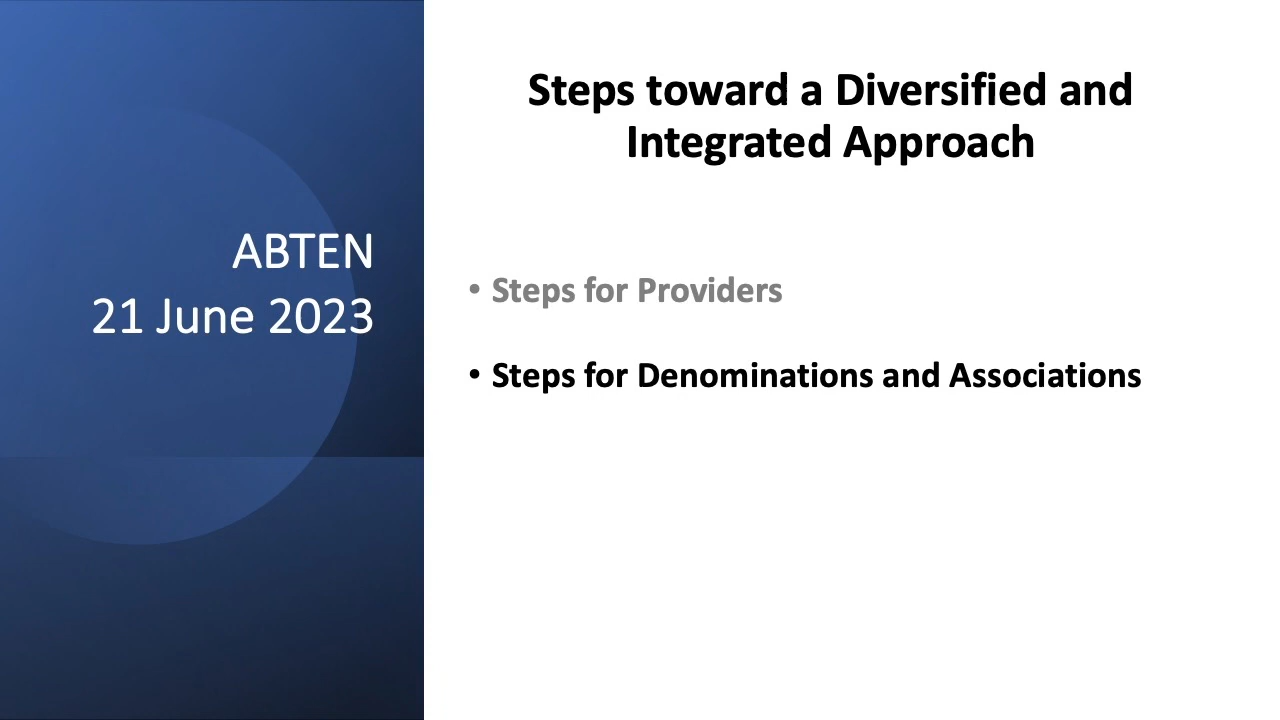 ABTEN
21 June 2023
Steps toward a Diversified and
Integrated Approach
• Steps for Providers
• Steps for Denominations and Associations